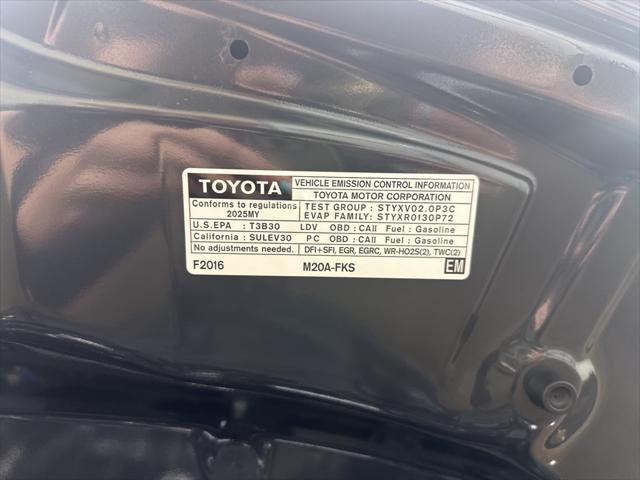 TOYOTA VEHICLE EMISSION CONTROL INFORMATION
TOYOTA MOTOR CORPORATION
Conforms to regulations 2025MY
TEST GROUP : STYXV02.0P3C
EVAP FAMILY: STYXR0130P72
U.S.EPA : T3B30 LDV OBD : CAII Fuel : Gasoline
California : SULEV30 PC OBD : CAII Fuel : Gasoline
No adjustments needed. DFI+SFI, EGR, EGRC, WR-HO2S(2), TWC(2)
F2016 M20A-FKS EM